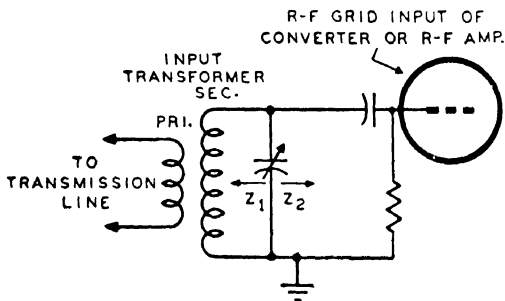 R-F GRID INPUT OF
CONVERTER OR R-F AMP.
INPUT
TRANSFORMER
SEC.
PRI.
TO
TRANSMISSION
LINE
Z1 Z2